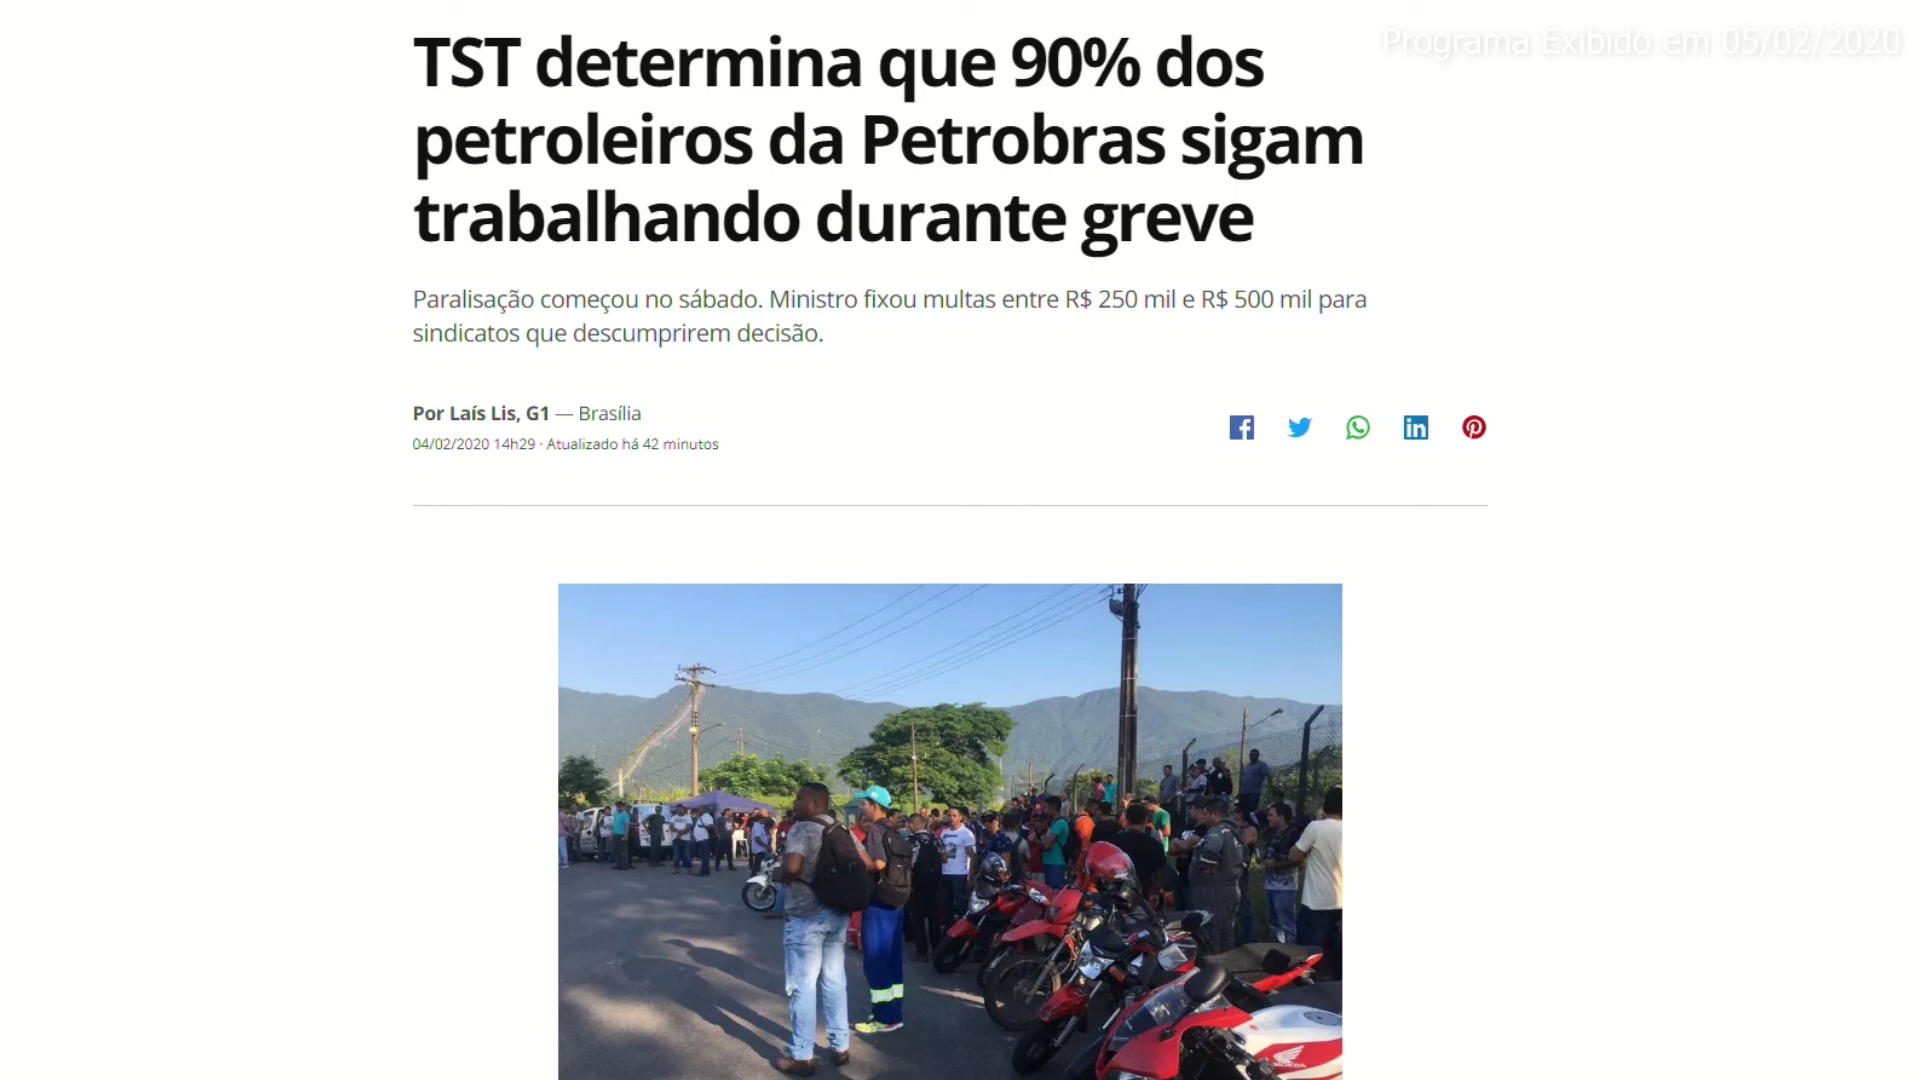 Programa Exibido em 05/02/2020
TST determina que 90% dos
petroleiros da Petrobras sigam
trabalhando durante greve
Paralisação começou no sábado. Ministro fixou multas entre R$ 250 mil e R$ 500 mil para
sindicatos que descumprirem decisão.
Por Laís Lis, G1 — Brasília
04/02/2020 14h29 · Atualizado há 42 minutos
HONDA